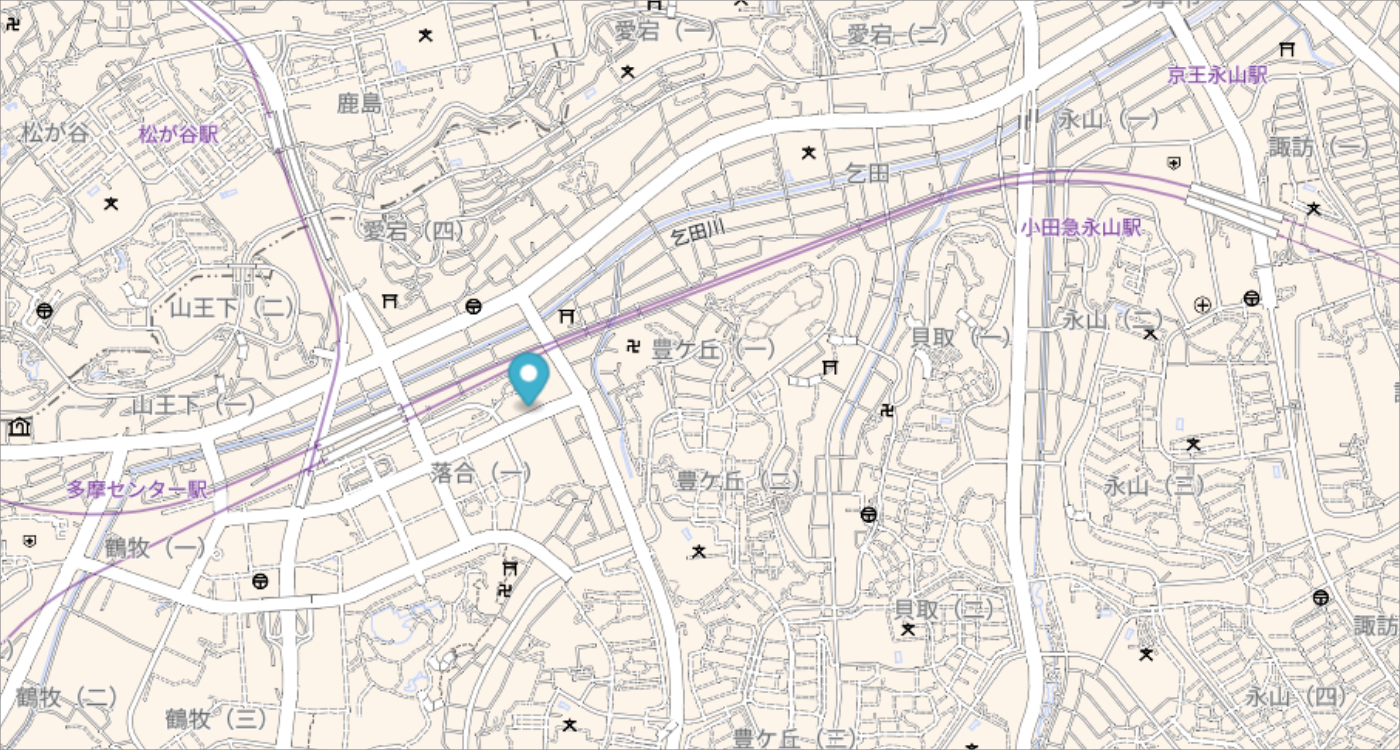 多摩市
愛宕（一）
愛宕（二）
京王永山駅
鹿島
松が谷
松が谷駅
永山（一）
諏訪（一）
乞田
愛宕（四）
乞田川
小田急永山駅
山王下（二）
永山（二）
貝取（一）
豊ケ丘（一）
山王下（一）
落合（一）
豊ケ丘（二）
多摩センター駅
永山（三）
鶴牧（一）
貝取（二）
諏訪
鶴牧（二）
永山（四）
鶴牧（三）
豊ケ丘（三）